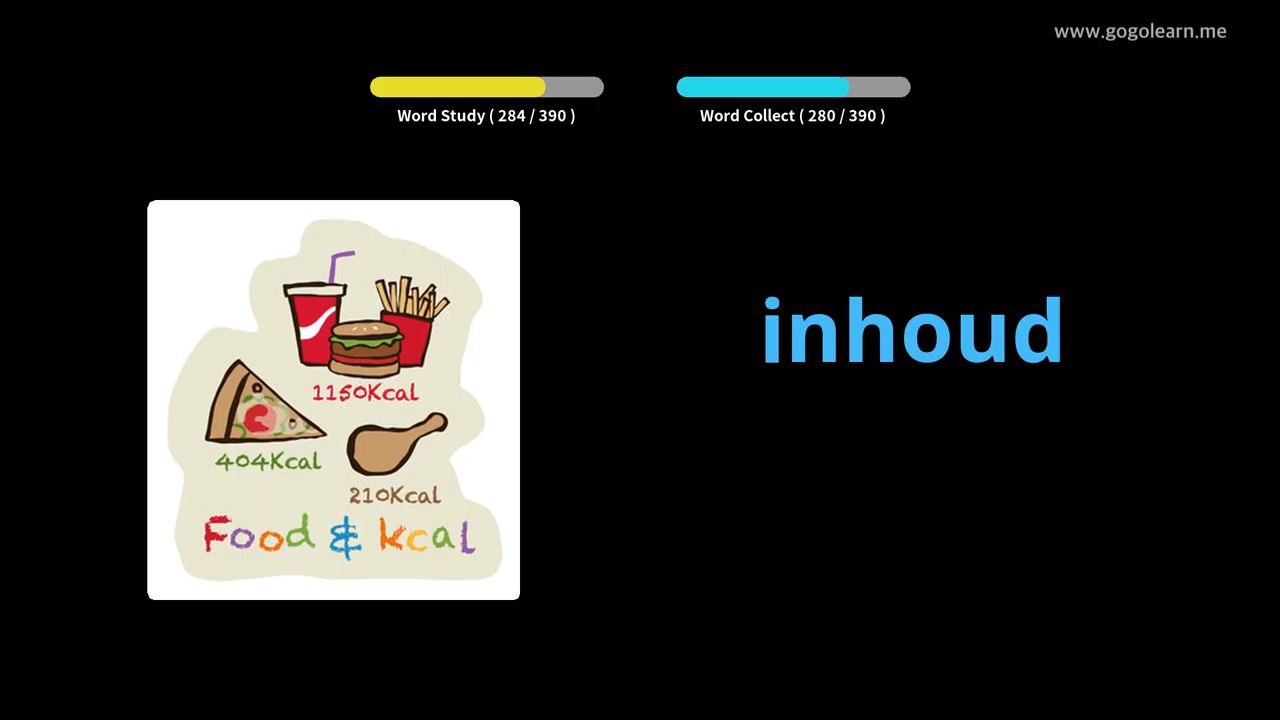 www.gogolearn.me
Word Study ( 284 / 390 )
Word Collect ( 280 / 390 )
inhoud
1150Kcal
404Kcal
210Kcal
Food & kcal